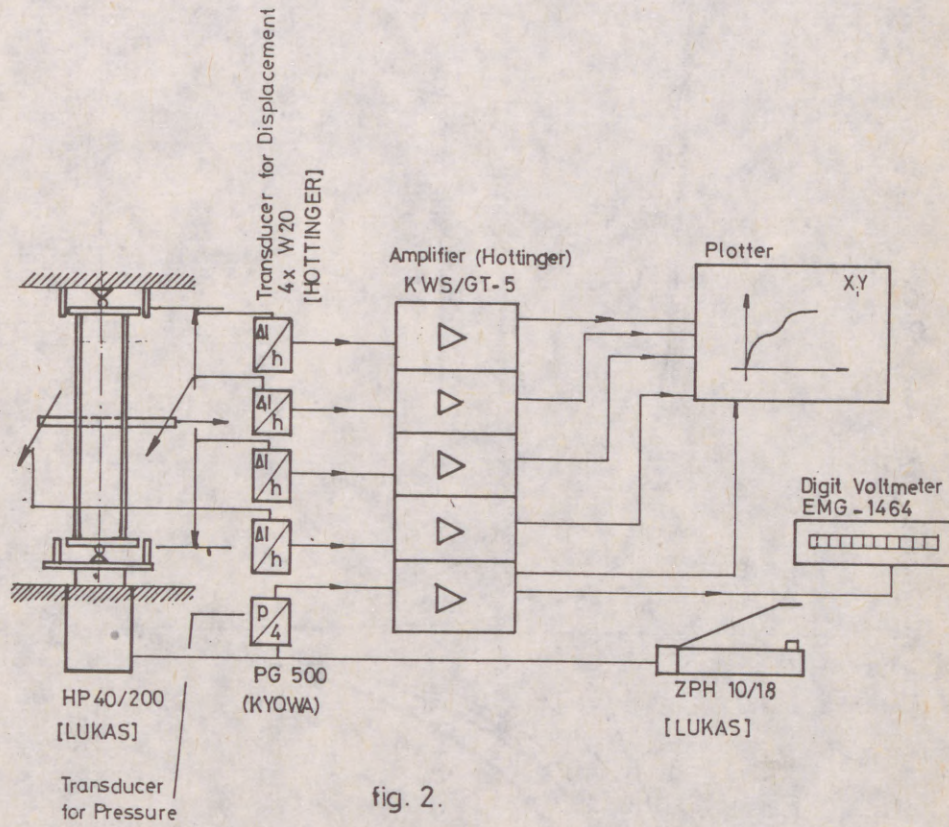 Transducer for Displacement
4x W20
[HOTTINGER]
Amplifier (Hottinger)
KWS/GT-5
Plotter
X,Y
Δl
h
Δl
h
Δl
h
Δl
h
Digit Voltmeter
EMG-1464
P
4
HP 40/200
[LUKAS]
PG 500
(KYOWA)
ZPH 10/18
[LUKAS]
Transducer
for Pressure
fig. 2.